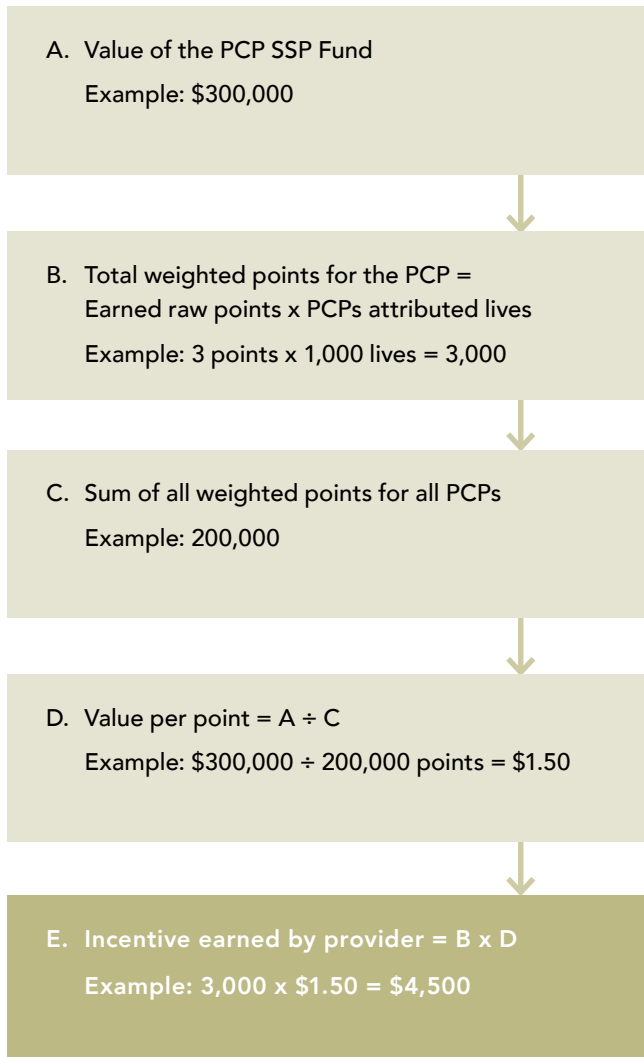 A. Value of the PCP SSP Fund
Example: $300,000
B. Total weighted points for the PCP =
Earned raw points x PCPs attributed lives
Example: 3 points x 1,000 lives = 3,000
C. Sum of all weighted points for all PCPs
Example: 200,000
D. Value per point = A ÷ C
Example: $300,000 ÷ 200,000 points = $1.50
E. Incentive earned by provider = B x D
Example: 3,000 x $1.50 = $4,500